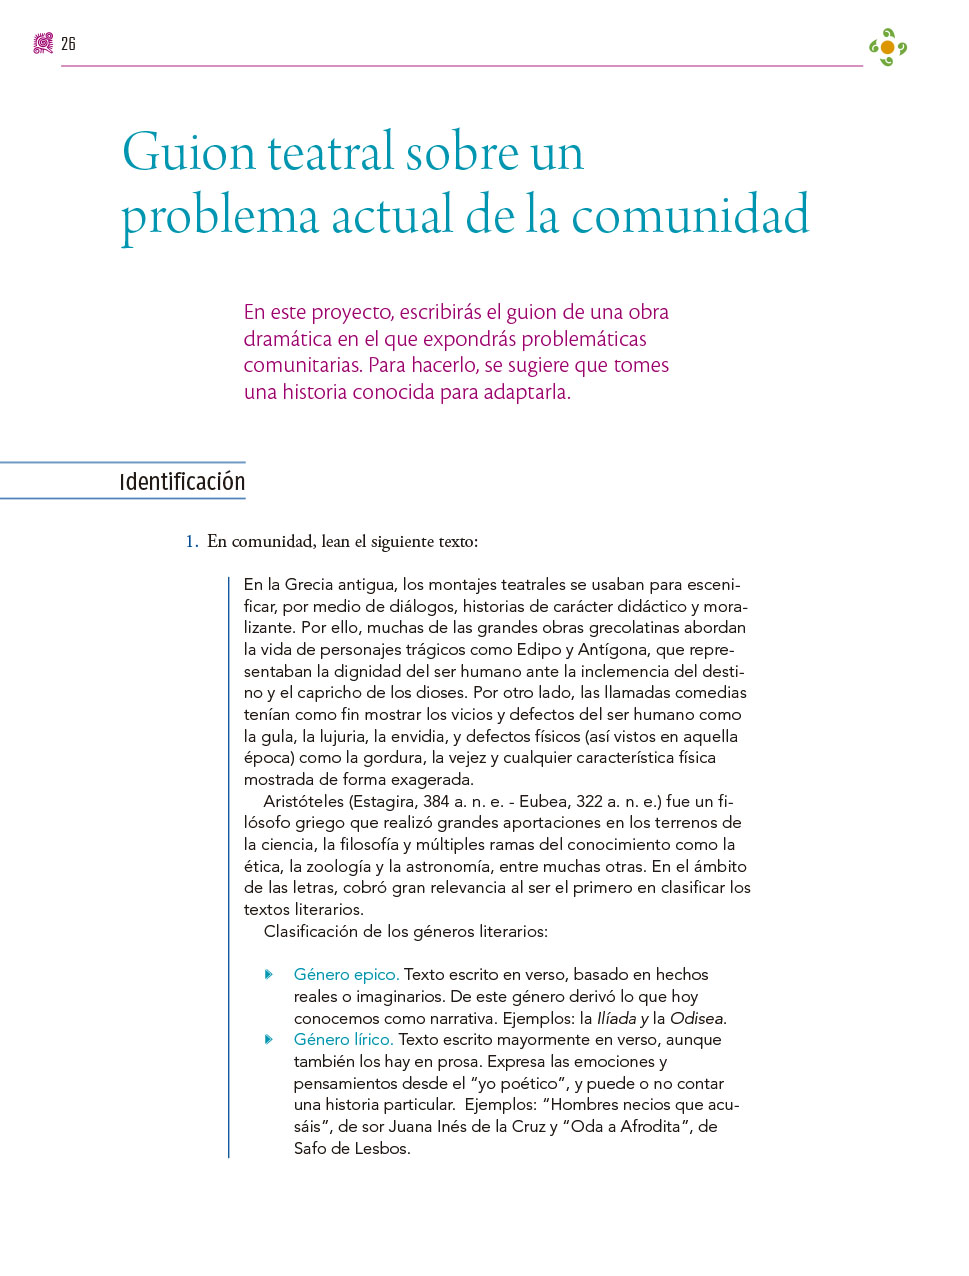 26
Guion teatral sobre un
problema actual de la comunidad
En este proyecto, escribirás el guion de una obra
dramática en el que expondrás problemáticas
comunitarias. Para hacerlo, se sugiere que tomes
una historia conocida para adaptarla.
Identificación
1. En comunidad, lean el siguiente texto:
En la Grecia antigua, los montajes teatrales se usaban para esceni-
ficar, por medio de diálogos, historias de carácter didáctico y mora-
lizante. Por ello, muchas de las grandes obras grecolatinas abordan
la vida de personajes trágicos como Edipo y Antígona, que repre-
sentaban la dignidad del ser humano ante la inclemencia del desti-
no y el capricho de los dioses. Por otro lado, las llamadas comedias
tenían como fin mostrar los vicios y defectos del ser humano como
la gula, la lujuria, la envidia, y defectos físicos (así vistos en aquella
época) como la gordura, la vejez y cualquier característica física
mostrada de forma exagerada.
Aristóteles (Estagira, 384 a. n. e. - Eubea, 322 a. n. e.) fue un fi-
lósofo griego que realizó grandes aportaciones en los terrenos de
la ciencia, la filosofía y múltiples ramas del conocimiento como la
ética, la zoología y la astronomía, entre muchas otras. En el ámbito
de las letras, cobró gran relevancia al ser el primero en clasificar los
textos literarios.
Clasificación de los géneros literarios:
Género epico. Texto escrito en verso, basado en hechos
reales o imaginarios. De este género derivó lo que hoy
conocemos como narrativa. Ejemplos: la Ilíada y la Odisea.
Género lírico. Texto escrito mayormente en verso, aunque
también los hay en prosa. Expresa las emociones y
pensamientos desde el “yo poético”, y puede o no contar
una historia particular. Ejemplos: “Hombres necios que acu-
sáis”, de sor Juana Inés de la Cruz y “Oda a Afrodita”, de
Safo de Lesbos.